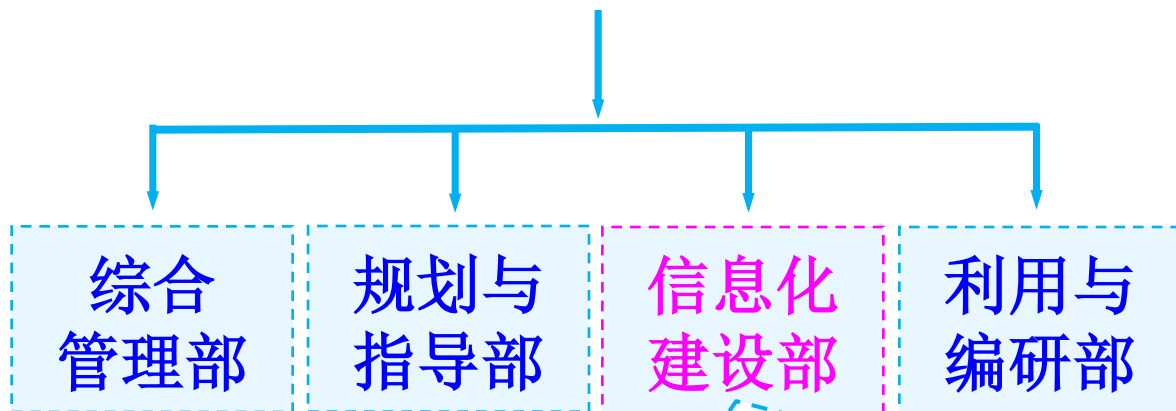 综合
管理部
规划与
指导部
信息化
建设部
利用与
编研部